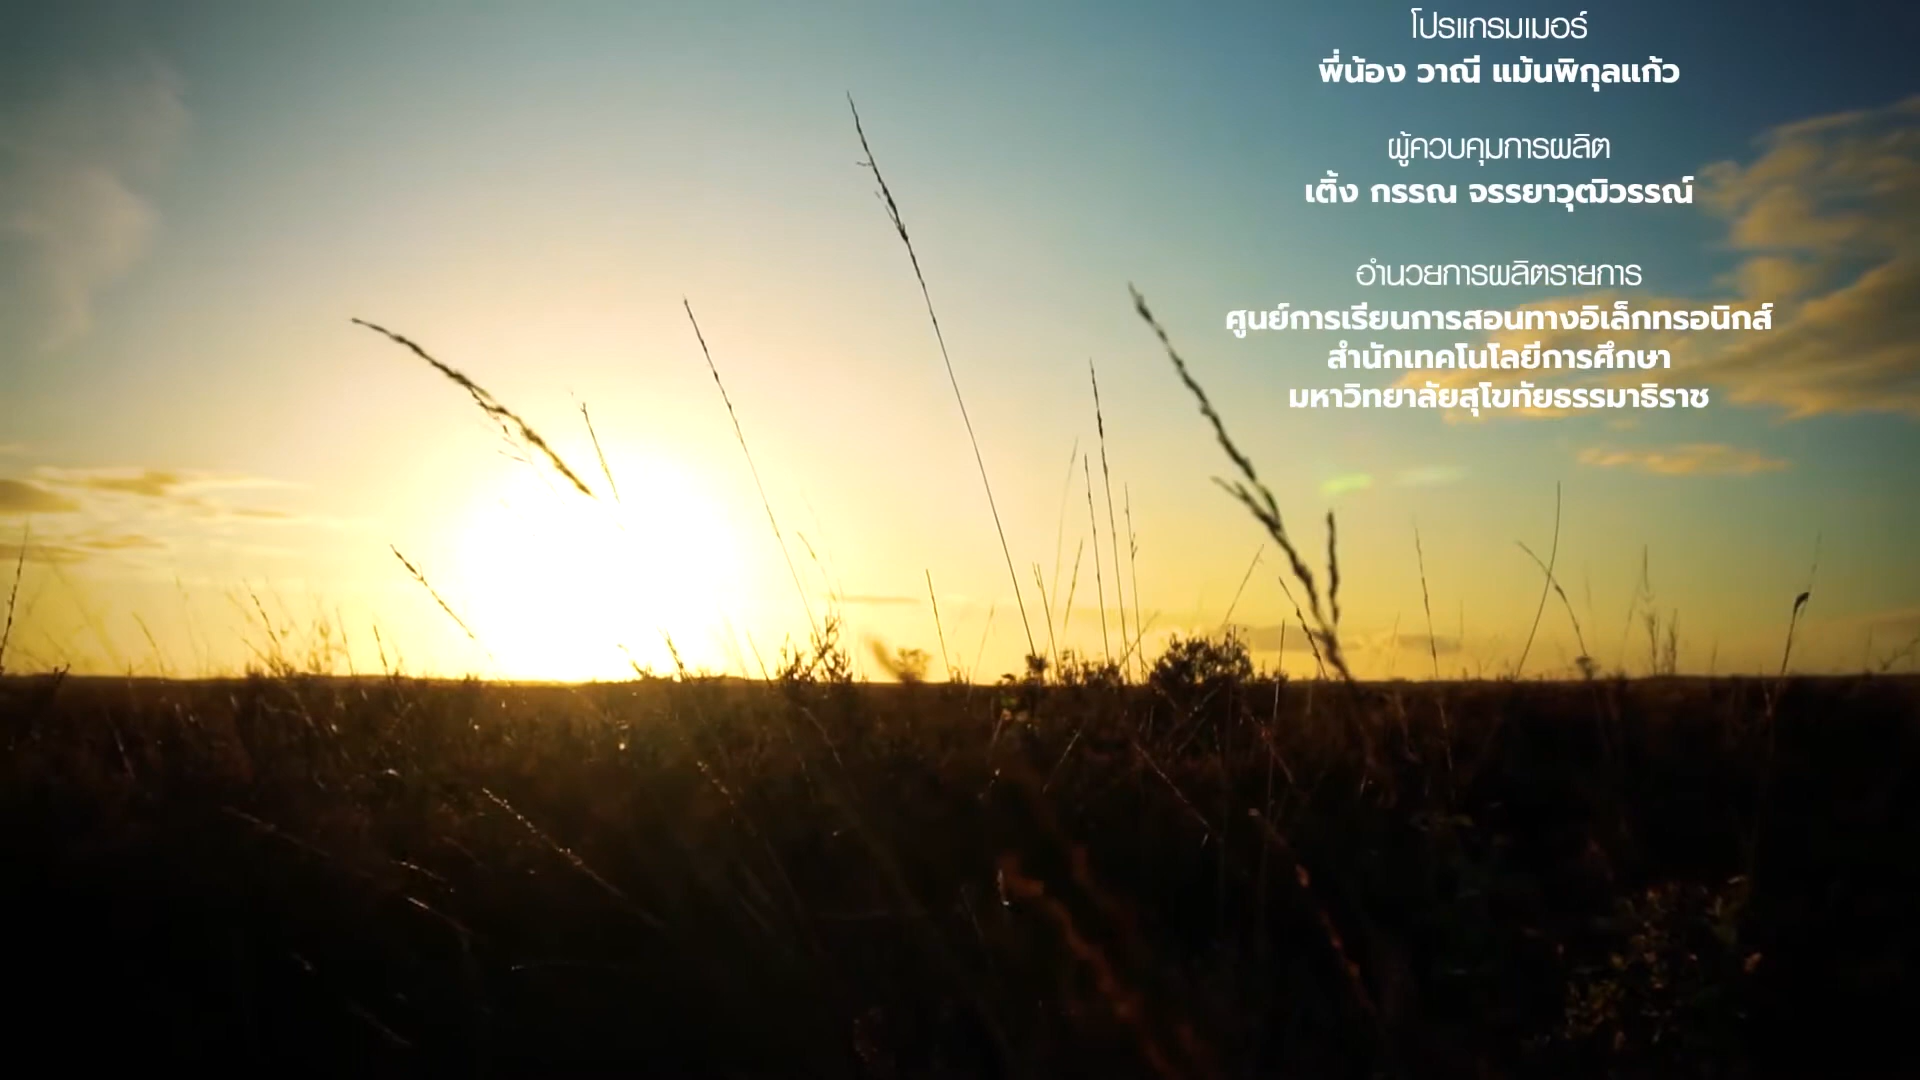 โปรแกรมเมอร์
พี่น้อง วาณี แม้นพิกุลแก้ว
ผู้ควบคุมการผลิต
เติ้ง กรรณ จรรยาวุฒิวรรณ์
อำนวยการผลิตรายการ
ศูนย์การเรียนการสอนทางอิเล็กทรอนิกส์
สำนักเทคโนโลยีการศึกษา
มหาวิทยาลัยสุโขทัยธรรมาธิราช